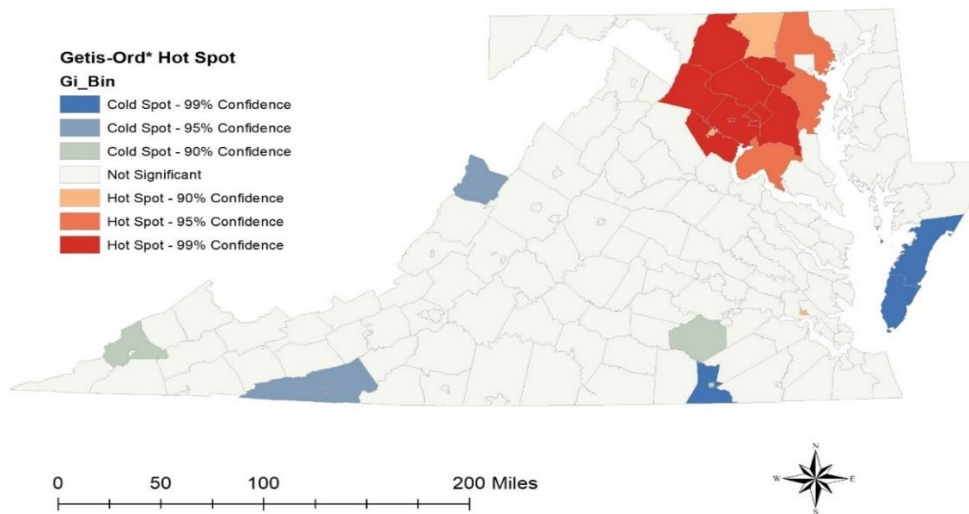 Getis-Ord* Hot Spot
Gi_Bin
Cold Spot - 99% Confidence
Cold Spot - 95% Confidence
Cold Spot - 90% Confidence
Not Significant
Hot Spot - 90% Confidence
Hot Spot - 95% Confidence
Hot Spot - 99% Confidence
0 50 100 200 Miles
N
W E
S